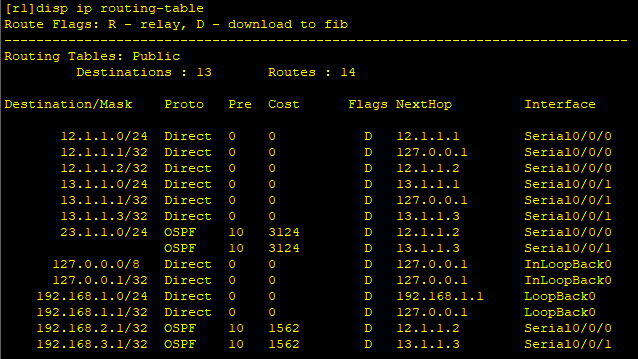 [r1]disp ip routing-table
Route Flags: R - relay, D - download to fib
------------------------------------------------------------------------------
Routing Tables: Public
         Destinations : 13       Routes : 14

Destination/Mask    Proto   Pre  Cost      Flags NextHop         Interface

       12.1.1.0/24  Direct  0    0           D   12.1.1.1        Serial0/0/0
       12.1.1.1/32  Direct  0    0           D   127.0.0.1       Serial0/0/0
       12.1.1.2/32  Direct  0    0           D   12.1.1.2        Serial0/0/0
       13.1.1.0/24  Direct  0    0           D   13.1.1.1        Serial0/0/1
       13.1.1.1/32  Direct  0    0           D   127.0.0.1       Serial0/0/1
       13.1.1.3/32  Direct  0    0           D   13.1.1.3        Serial0/0/1
       23.1.1.0/24  OSPF    10   3124        D   12.1.1.2        Serial0/0/0
                    OSPF    10   3124        D   13.1.1.3        Serial0/0/1
      127.0.0.0/8   Direct  0    0           D   127.0.0.1       InLoopBack0
      127.0.0.1/32  Direct  0    0           D   127.0.0.1       InLoopBack0
    192.168.1.0/24  Direct  0    0           D   192.168.1.1     LoopBack0
    192.168.1.1/32  Direct  0    0           D   127.0.0.1       LoopBack0
    192.168.2.1/32  OSPF    10   1562        D   12.1.1.2        Serial0/0/0
    192.168.3.1/32  OSPF    10   1562        D   13.1.1.3        Serial0/0/1